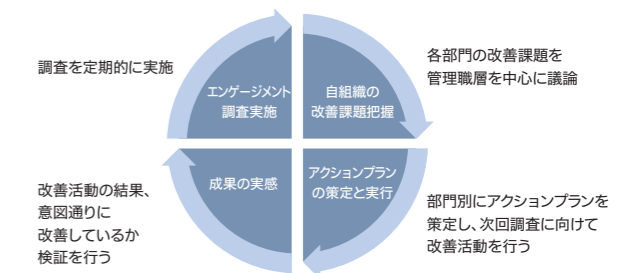 調査を定期的に実施
エンゲージメント
調査実施
自組織の
改善課題把握
各部門の改善課題を
管理職層を中心に議論
改善活動の結果、
意図通りに
改善しているか
検証を行う
成果の実感
アクションプラン
の策定と実行
部門別にアクションプランを
策定し、次回調査に向けて
改善活動を行う